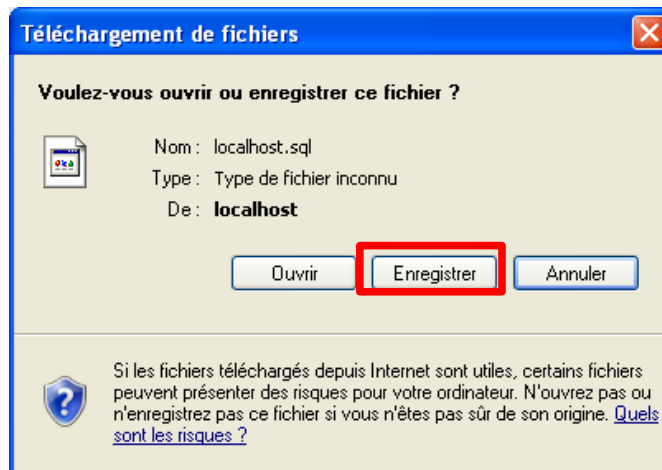 Téléchargement de fichiers
Voulez-vous ouvrir ou enregistrer ce fichier ?
Nom : localhost.sql
Type : Type de fichier inconnu
De : localhost
Ouvrir Enregistrer Annuler
Si les fichiers téléchargés depuis Internet sont utiles, certains fichiers
peuvent présenter des risques pour votre ordinateur. N'ouvrez pas ou
n'enregistrez pas ce fichier si vous n'êtes pas sûr de son origine. Quels
sont les risques ?